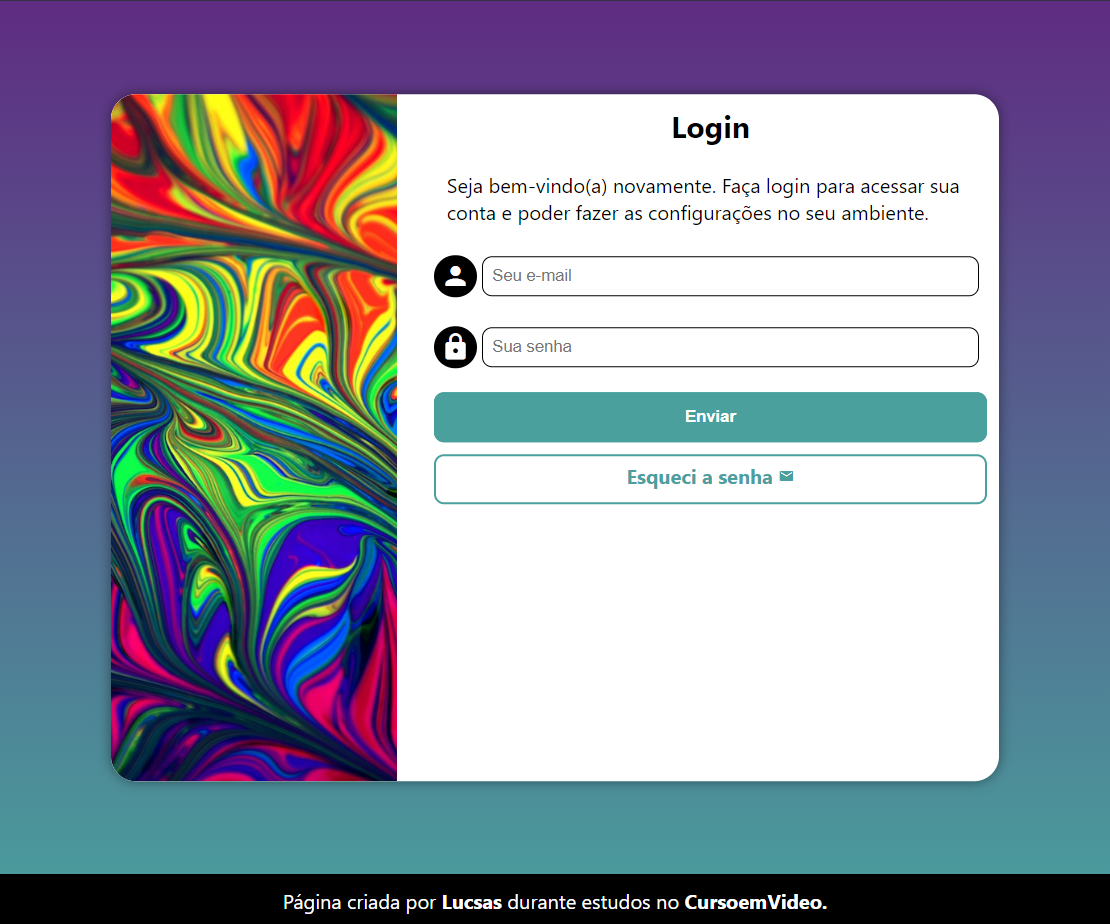 Login
Seja bem-vindo(a) novamente. Faça login para acessar sua
conta e poder fazer as configurações no seu ambiente.
Seu e-mail
Sua senha
Enviar
Esqueci a senha
Página criada por Lucsas durante estudos no CursoemVideo.